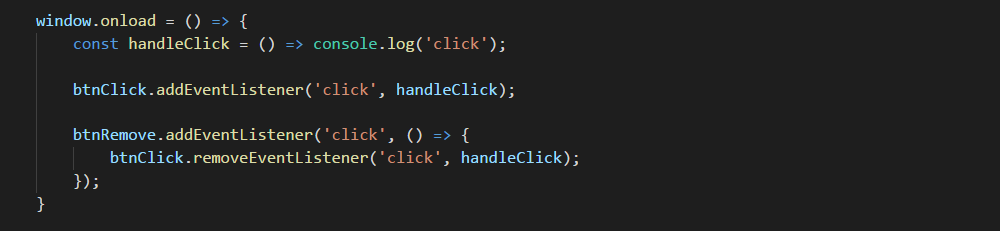 window.onload = () => {
    const handleClick = () => console.log('click');
    btnClick.addEventListener('click', handleClick);
    btnRemove.addEventListener('click', () => {
        btnClick.removeEventListener('click', handleClick);
    });
}